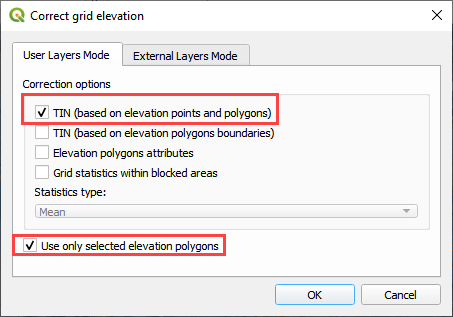 Correct grid elevation
User Layers Mode
External Layers Mode
Correction options
TIN (based on elevation points and polygons)
TIN (based on elevation polygons boundaries)
Elevation polygons attributes
Grid statistics within blocked areas
Statistics type:
Mean
Use only selected elevation polygons
OK
Cancel